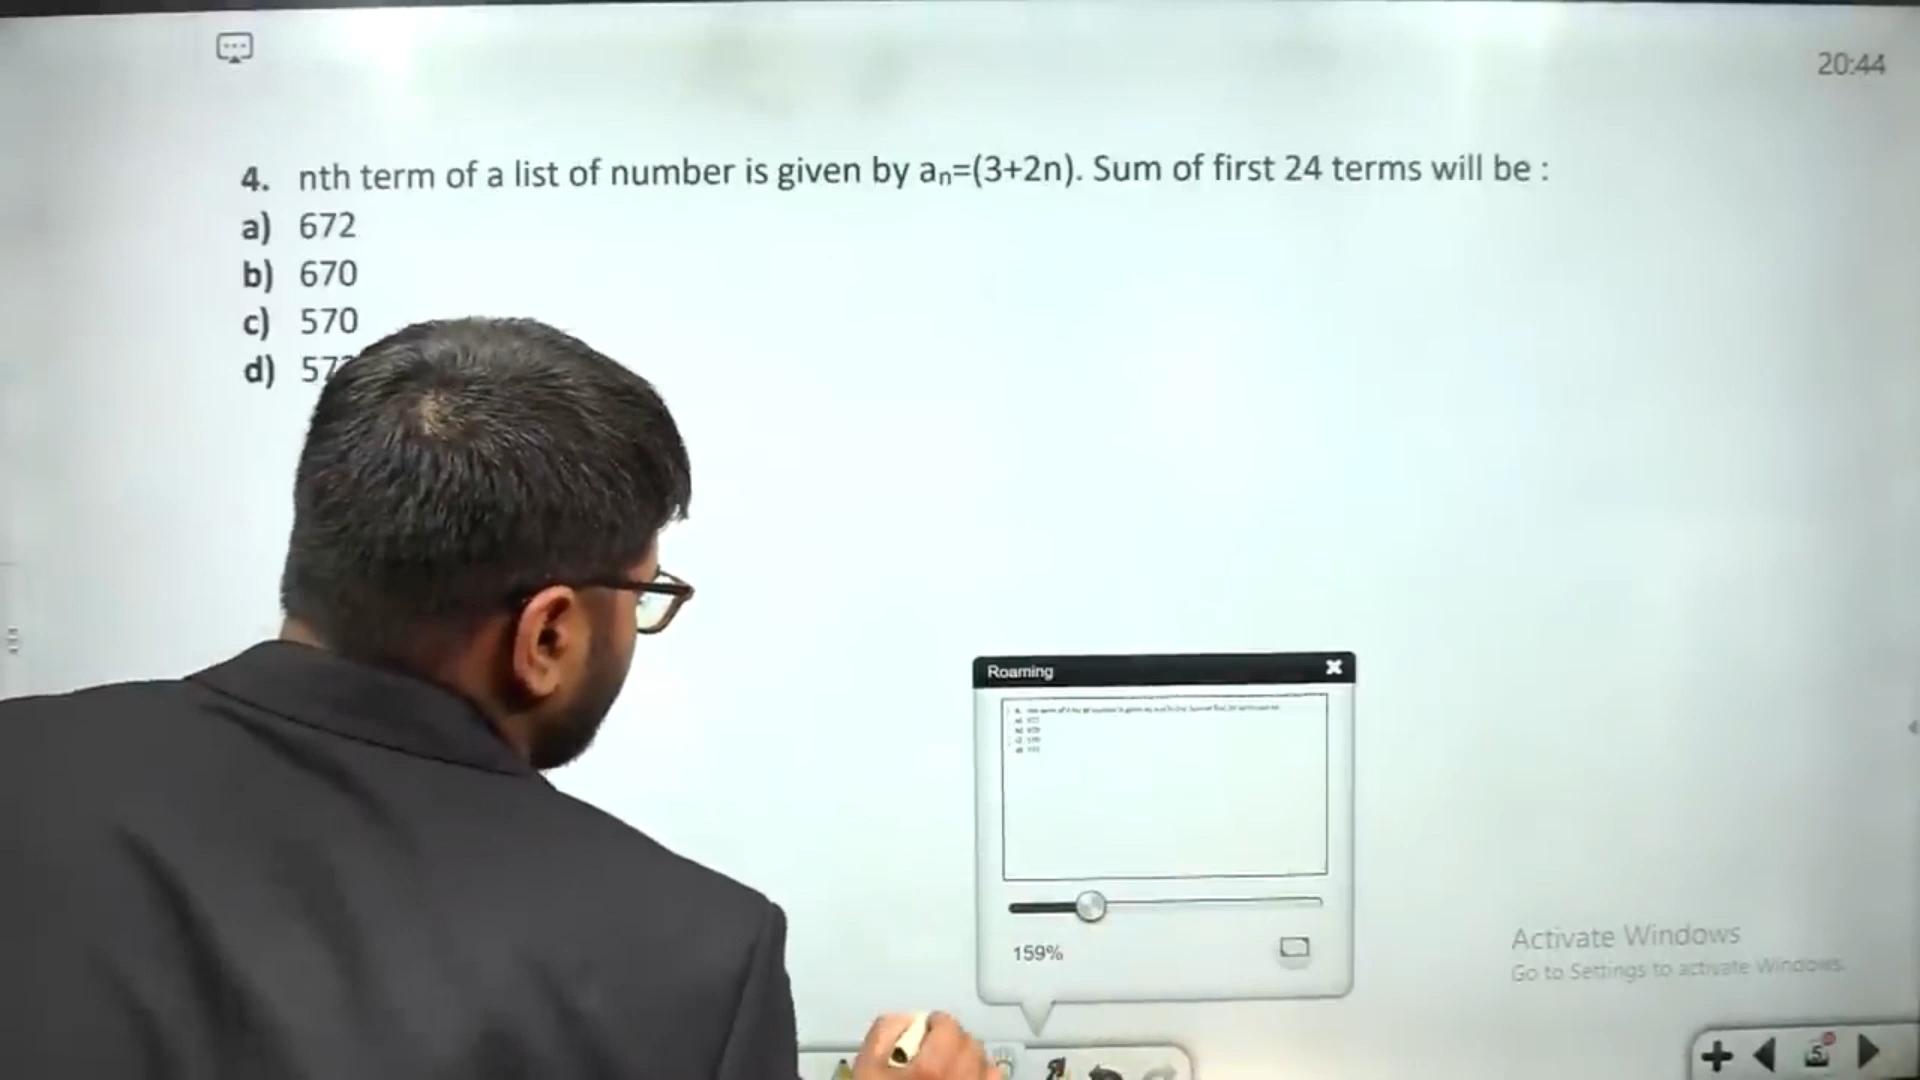 20:44
4. nth term of a list of number is given by aₙ=(3+2n). Sum of first 24 terms will be :
a) 672
b) 670
c) 570
d)
Roaming
159%
Activate Windows
Go to Settings to activate Windows.
5